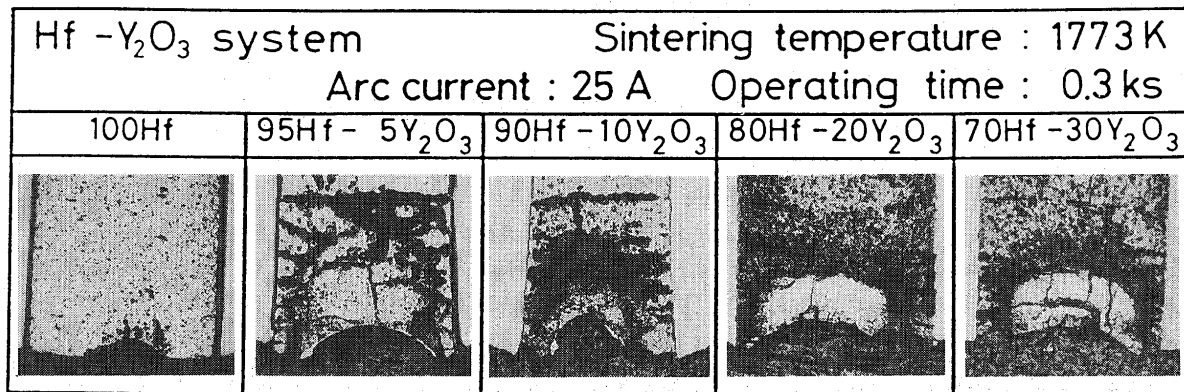 Hf -Y₂O₃ system Sintering temperature : 1773 K
Arc current : 25 A Operating time : 0.3 ks
100Hf 95Hf - 5Y₂O₃ 90Hf -10Y₂O₃ 80Hf -20Y₂O₃ 70Hf -30Y₂O₃